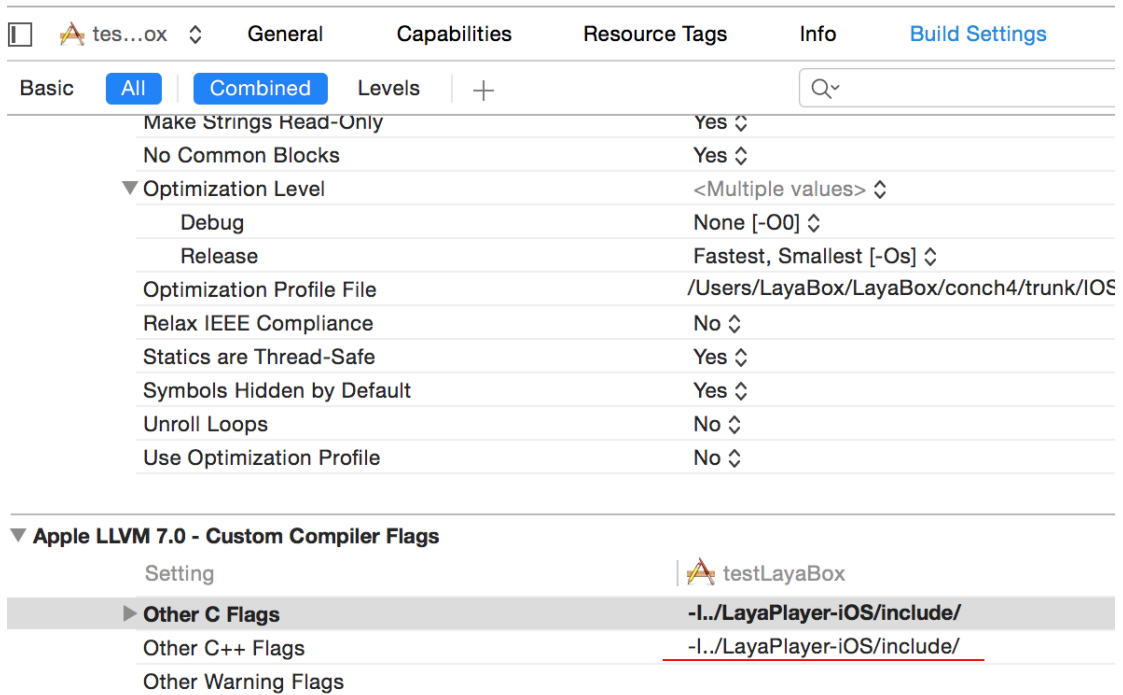 tes...ox General Capabilities Resource Tags Info Build Settings
Basic All Combined Levels
Make Strings Read-Only Yes
No Common Blocks Yes
Optimization Level <Multiple values>
Debug None [-O0]
Release Fastest, Smallest [-Os]
Optimization Profile File /Users/LayaBox/LayaBox/conch4/trunk/IOS
Relax IEEE Compliance No
Statics are Thread-Safe Yes
Symbols Hidden by Default Yes
Unroll Loops No
Use Optimization Profile No
Apple LLVM 7.0 - Custom Compiler Flags
Setting testLayaBox
Other C Flags -I../LayaPlayer-iOS/include/
Other C++ Flags -I../LayaPlayer-iOS/include/
Other Warning Flags